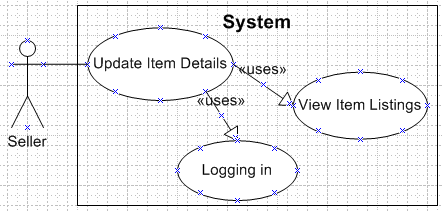 System
Update Item Details
«uses»
View Item Listings
«uses»
Seller
Logging in